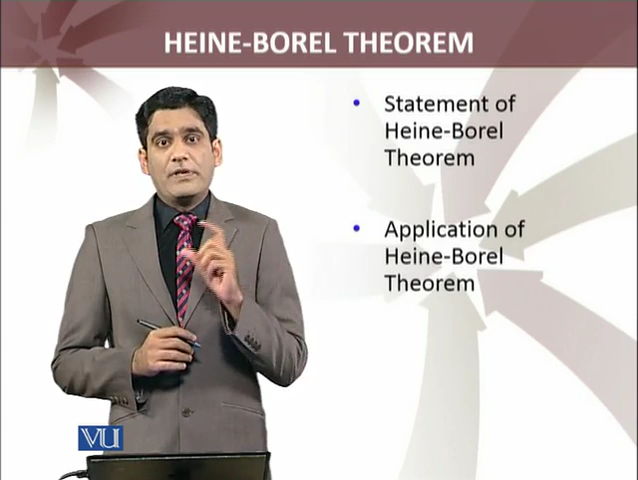 HEINE-BOREL THEOREM
• Statement of
Heine-Borel
Theorem
• Application of
Heine-Borel
Theorem
VU